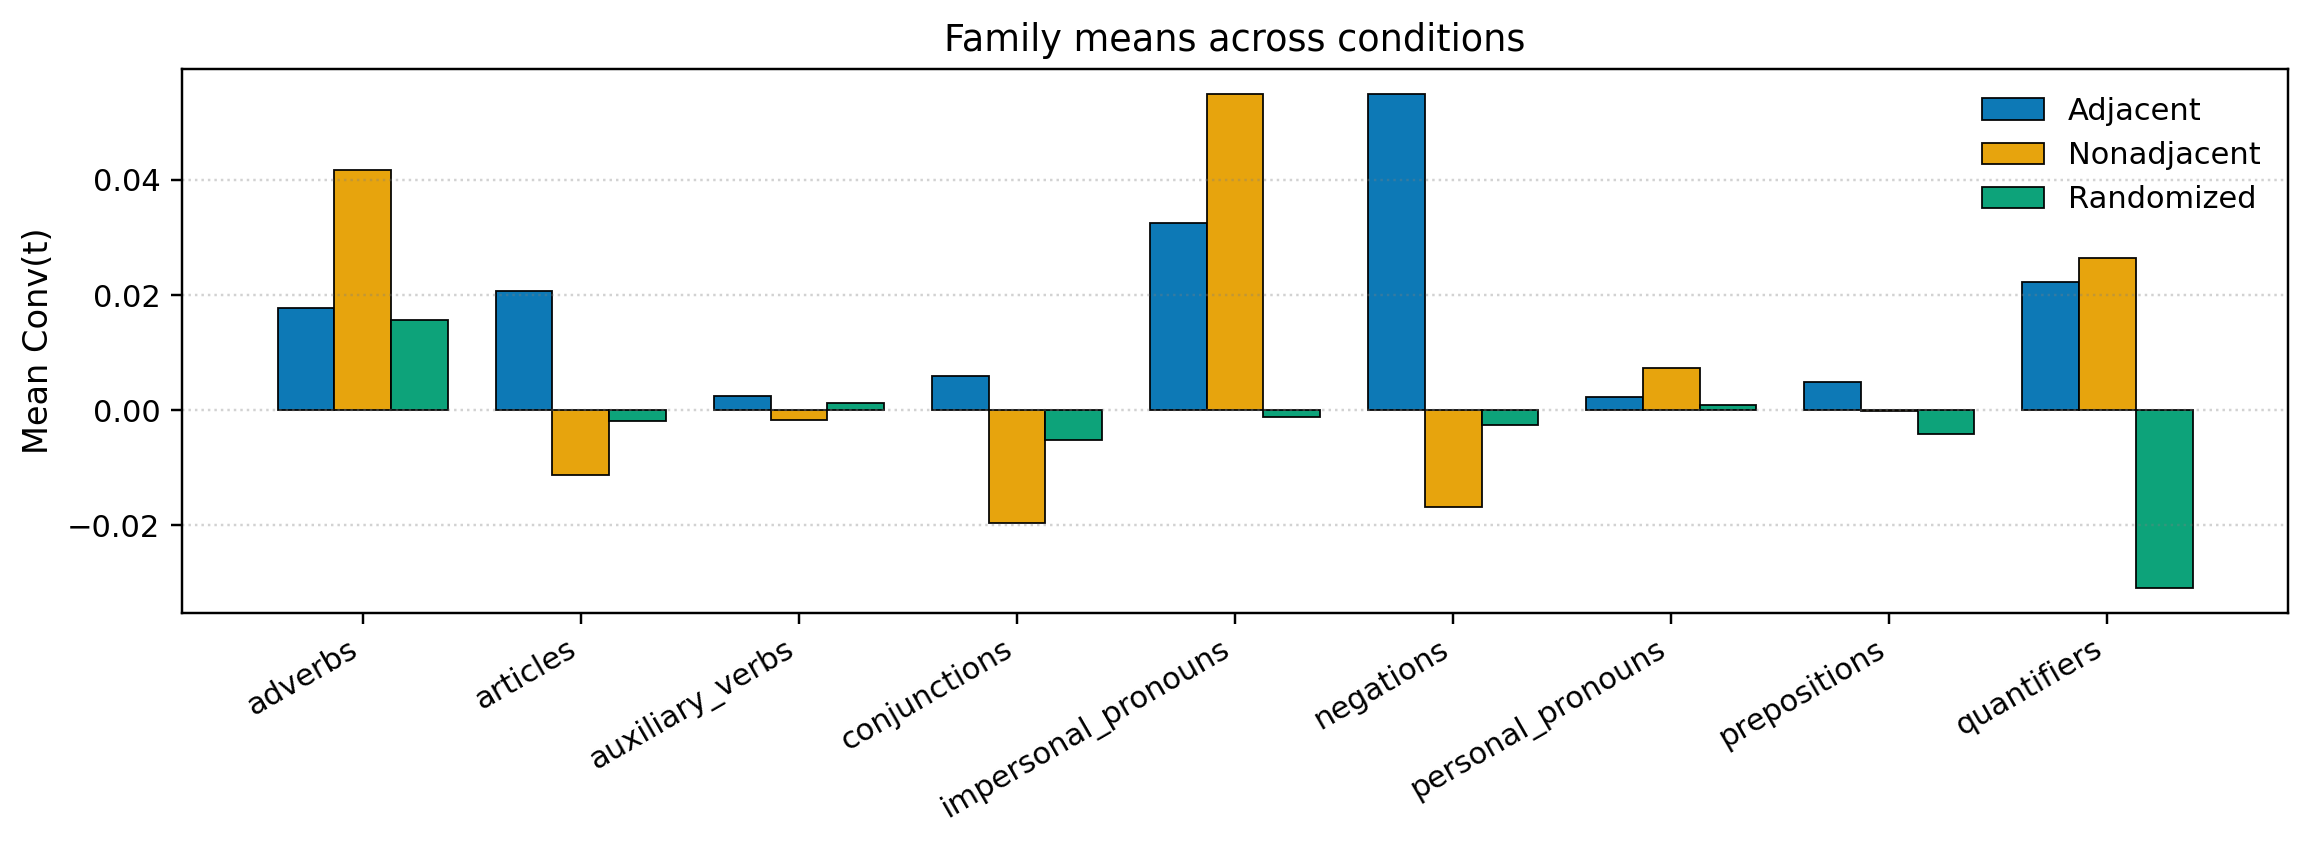 Family means across conditions
Mean Conv(t)
0.04
0.02
0.00
−0.02
Adjacent
Nonadjacent
Randomized
adverbs
articles
auxiliary_verbs
conjunctions
impersonal_pronouns
negations
personal_pronouns
prepositions
quantifiers